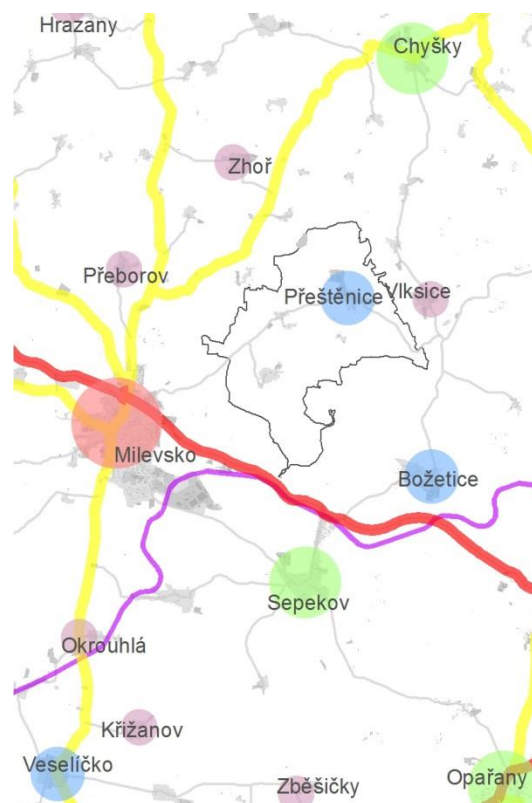 Hrazany
Chyšky
Zhoř
Přeborov
Přeštěnice
Vlksice
Milevsko
Božetice
Sepekov
Okrouhlá
Křižanov
Veselíčko
Zběšičky
Opařany